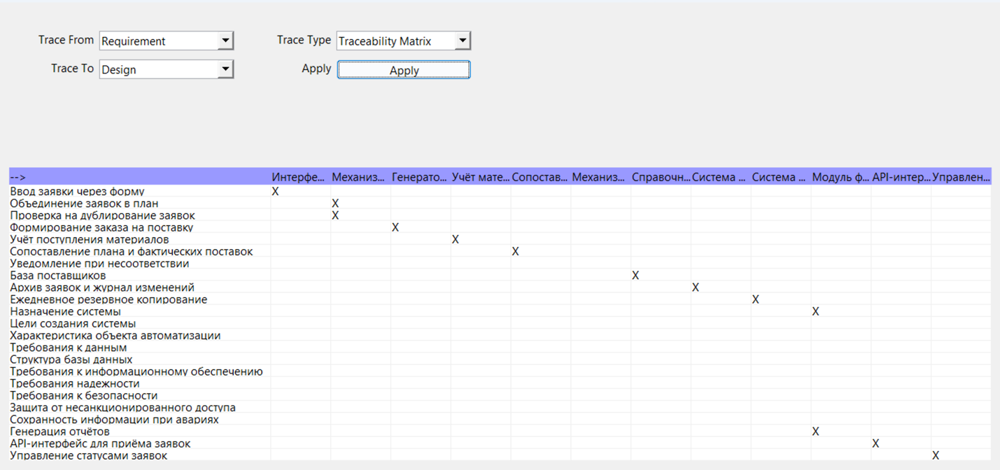 Trace From Requirement Trace Type Traceability Matrix
Trace To Design Apply Apply
--> Интерфе... Механиз... Генерато... Учёт мате... Сопостав... Механиз... Справочн... Система ... Система ... Модуль ф... API-интер... Управлен...
Ввод заявки через форму X
Объединение заявок в план X
Проверка на дублирование заявок X
Формирование заказа на поставку X
Учёт поступления материалов X
Сопоставление плана и фактических поставок X
Уведомление при несоответствии
База поставщиков X
Архив заявок и журнал изменений X
Ежедневное резервное копирование X
Назначение системы X
Цели создания системы
Характеристика объекта автоматизации
Требования к данным
Структура базы данных
Требования к информационному обеспечению
Требования надежности
Требования к безопасности
Защита от несанкционированного доступа
Сохранность информации при авариях
Генерация отчётов X
API-интерфейс для приёма заявок X
Управление статусами заявок X